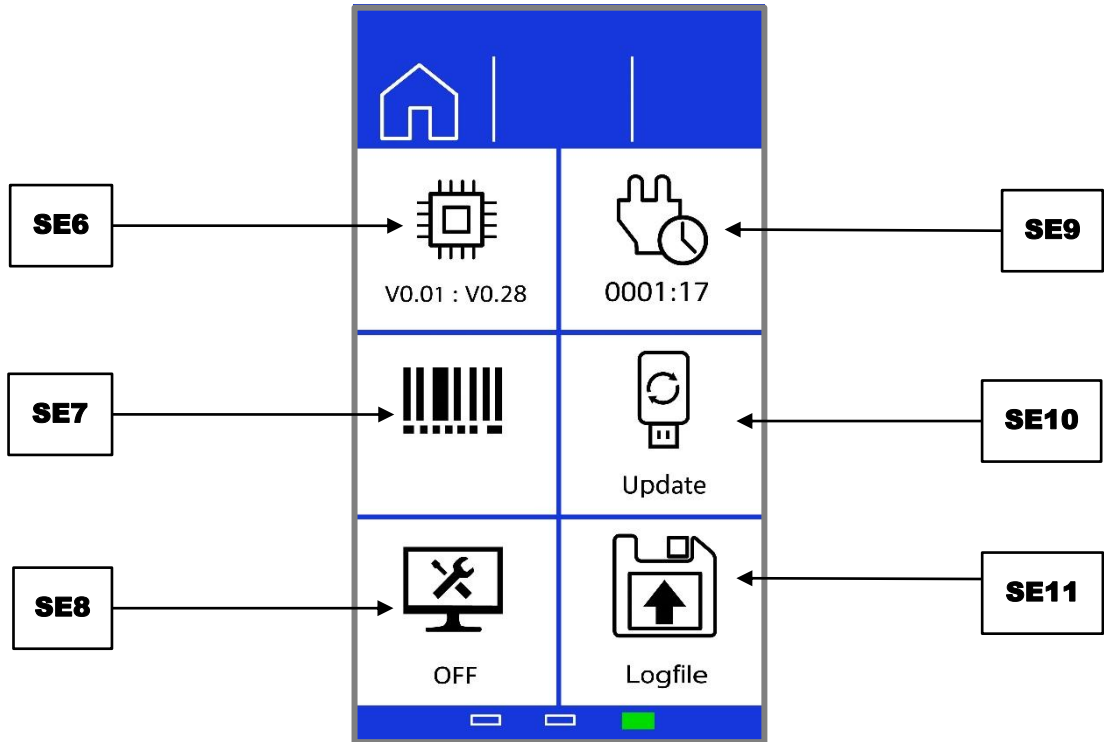 SE6
V0.01 : V0.28
0001:17
SE9
SE7
Update
SE10
SE8
OFF
Logfile
SE11